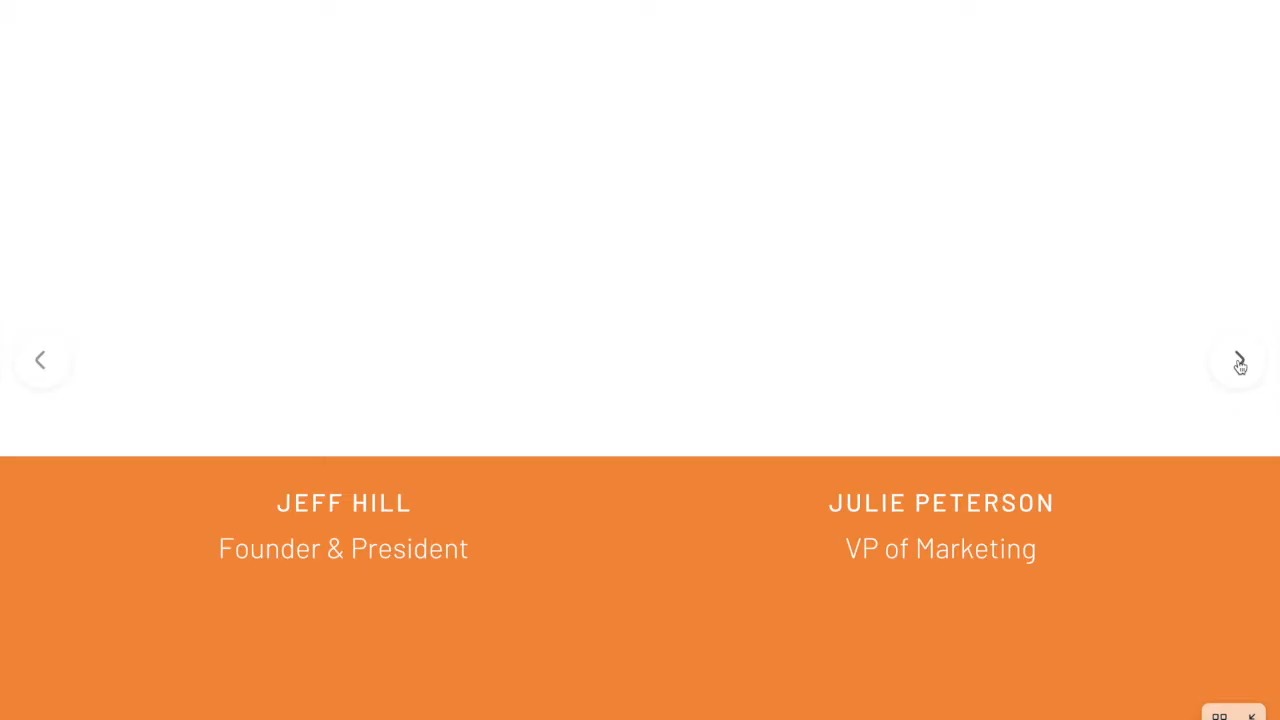 JEFF HILL
Founder & President
JULIE PETERSON
VP of Marketing